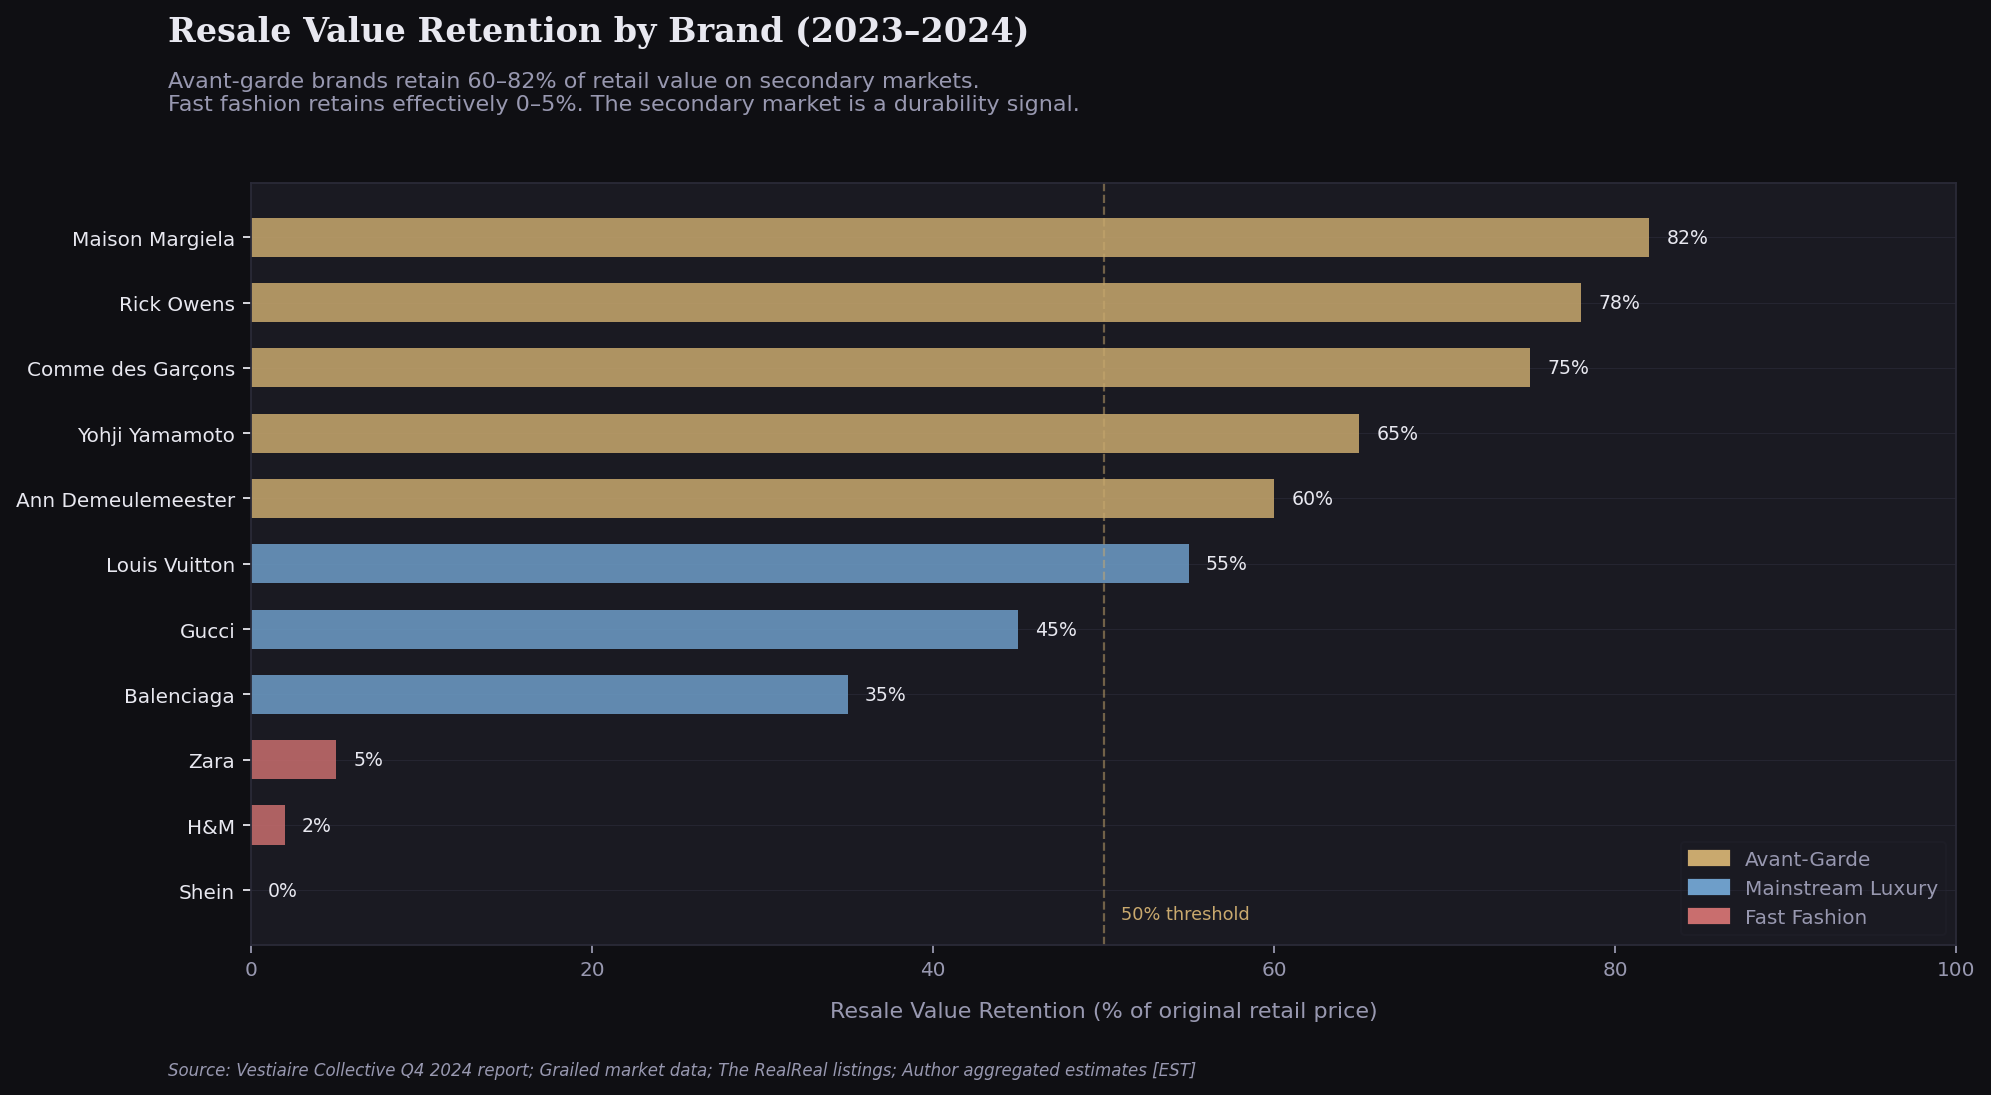 Resale Value Retention by Brand (2023–2024)
Avant-garde brands retain 60–82% of retail value on secondary markets.
Fast fashion retains effectively 0–5%. The secondary market is a durability signal.
Maison Margiela 82%
Rick Owens 78%
Comme des Garçons 75%
Yohji Yamamoto 65%
Ann Demeulemeester 60%
Louis Vuitton 55%
Gucci 45%
Balenciaga 35%
Zara 5%
H&M 2%
Shein 0%
50% threshold
Avant-Garde
Mainstream Luxury
Fast Fashion
0 20 40 60 80 100
Resale Value Retention (% of original retail price)
Source: Vestiaire Collective Q4 2024 report; Grailed market data; The RealReal listings; Author aggregated estimates [EST]